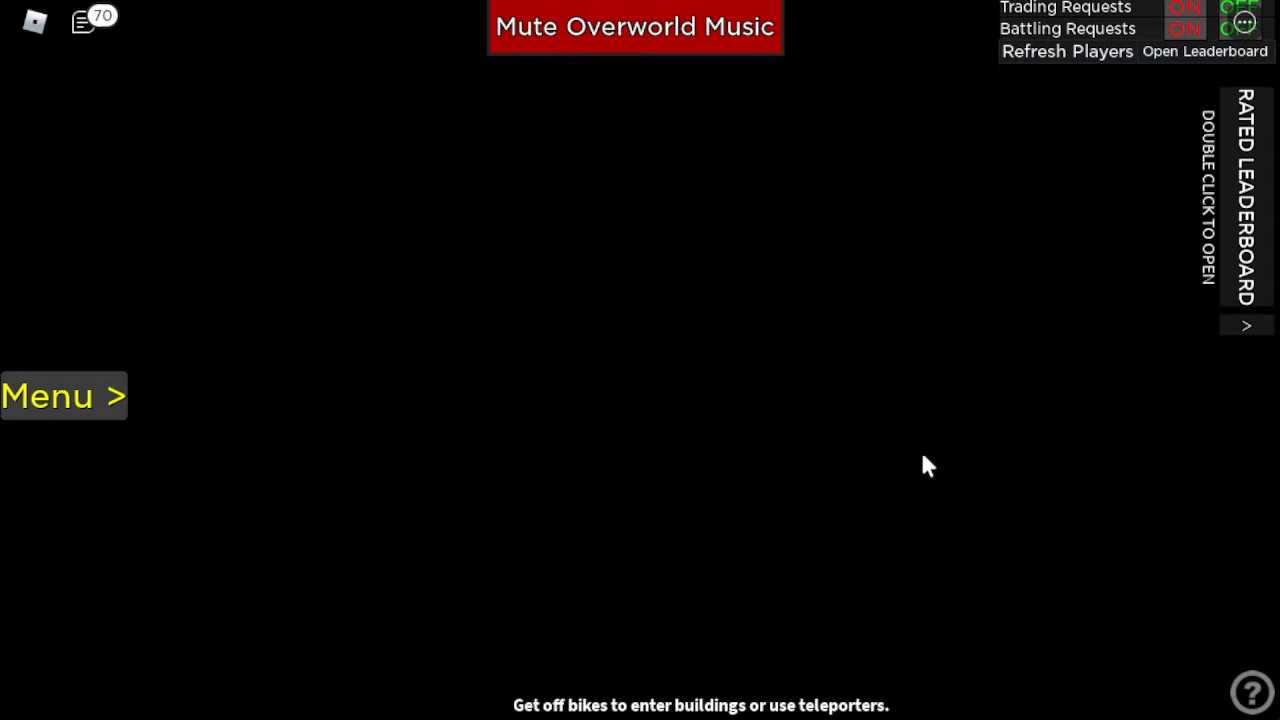 70
Mute Overworld Music
Trading Requests ON OFF
Battling Requests ON
Refresh Players Open Leaderboard
RATED LEADERBOARD
DOUBLE CLICK TO OPEN
>
Menu >
Get off bikes to enter buildings or use teleporters.
?